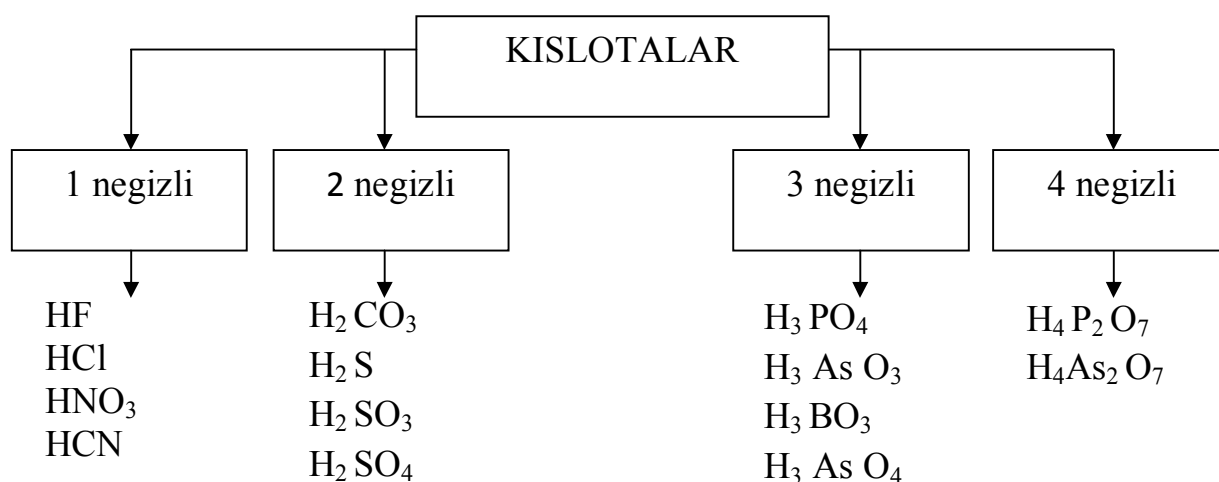 KISLOTALAR
1 negizli
2 negizli
3 negizli
4 negizli
HF
HCl
HNO₃
HCN
H₂ CO₃
H₂ S
H₂ SO₃
H₂ SO₄
H₃ PO₄
H₃ As O₃
H₃ BO₃
H₃ As O₄
H₄ P₂ O₇
H₄As₂ O₇